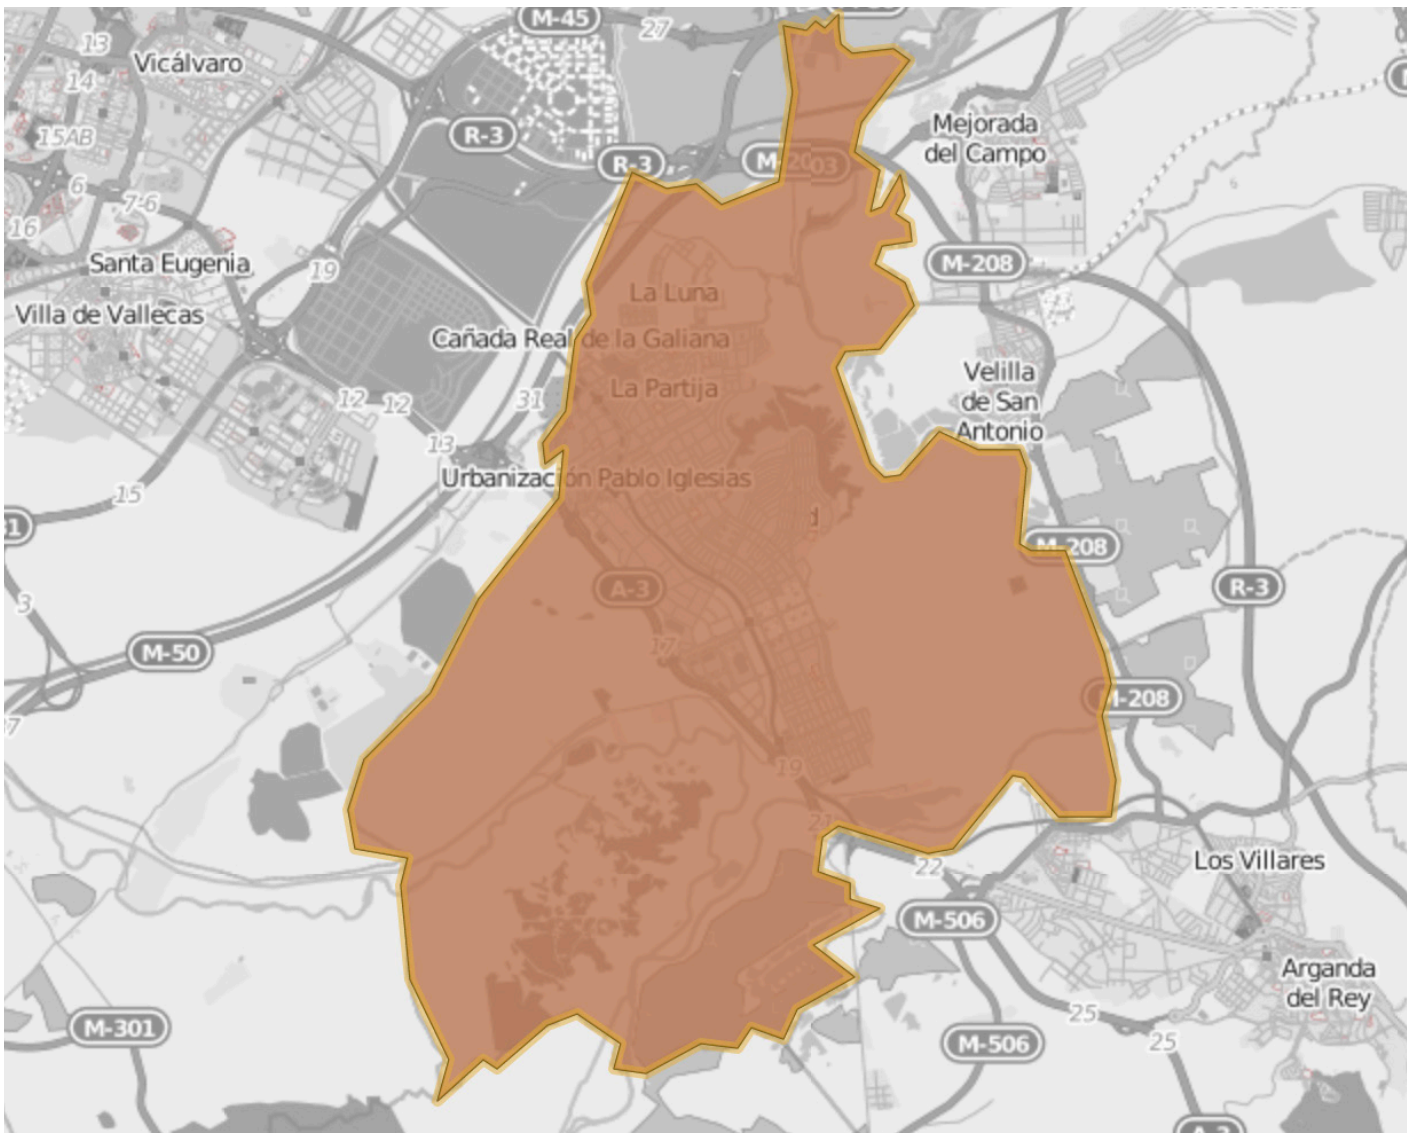 M-45
27
13
Vicálvaro
14
R-3
15AB
R-3
M-203
Mejorada
del Campo
6
7-6
6
16
Santa Eugenia
19
M-208
La Luna
Villa de Vallecas
Cañada Real de la Galiana
La Partija
Velilla
de San
Antonio
12
12
31
13
Urbanización Pablo Iglesias
15
d
M-208
A-3
R-3
3
17
M-50
M-208
19
21
22
Los Villares
M-506
Arganda
del Rey
M-301
25
M-506
25
A-3